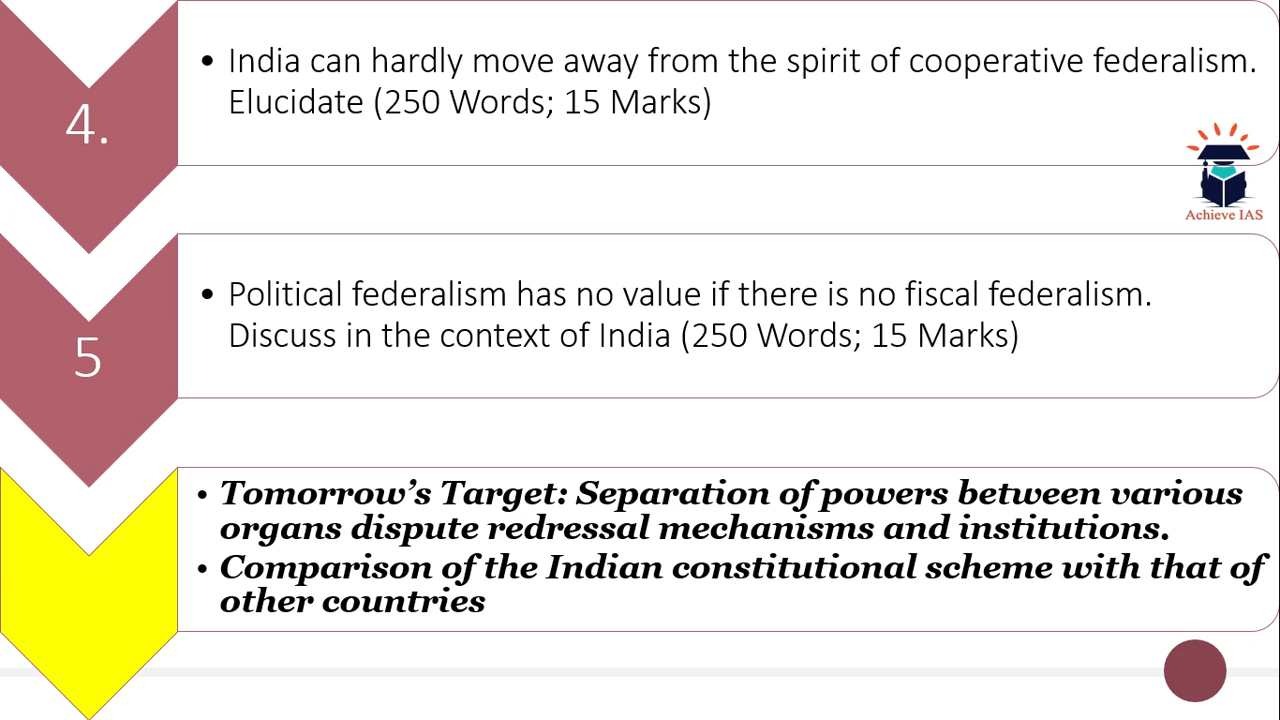 4.
• India can hardly move away from the spirit of cooperative federalism.
Elucidate (250 Words; 15 Marks)
Achieve IAS
5
• Political federalism has no value if there is no fiscal federalism.
Discuss in the context of India (250 Words; 15 Marks)
• Tomorrow’s Target: Separation of powers between various
organs dispute redressal mechanisms and institutions.
• Comparison of the Indian constitutional scheme with that of
other countries